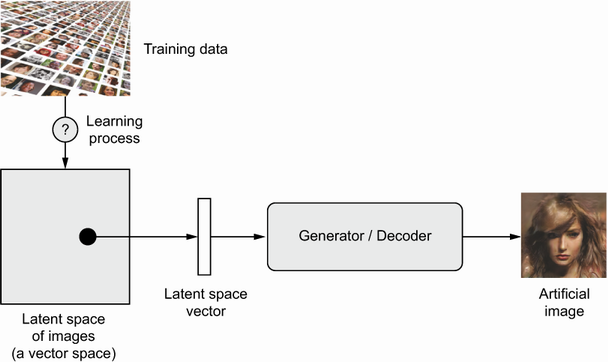 Training data
?
Learning
process
Generator / Decoder
Latent space
vector
Artificial
image
Latent space
of images
(a vector space)